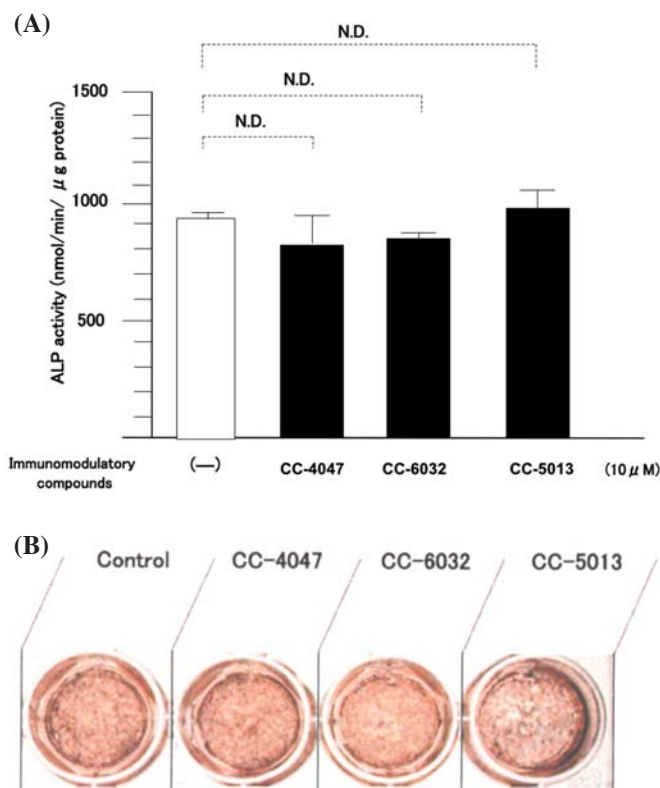 (A)
N.D.
N.D.
N.D.
ALP activity (nmol/min/ μg protein)
1500
1000
500
Immunomodulatory
compounds
(—) CC-4047 CC-6032 CC-5013 (10 μM)
(B)
Control CC-4047 CC-6032 CC-5013